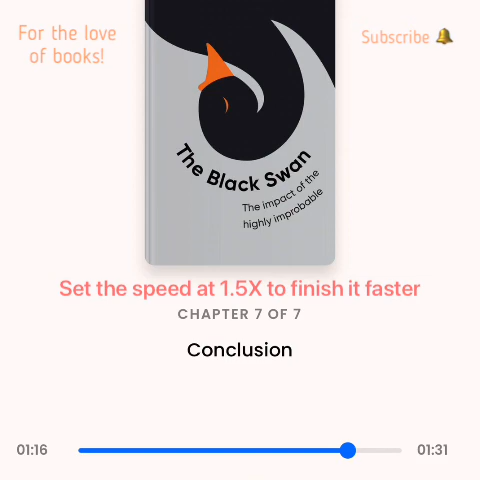 For the love
of books!
Subscribe 🔔
The Black Swan
The impact of the
highly improbable
Set the speed at 1.5X to finish it faster
CHAPTER 7 OF 7
Conclusion
01:16
01:31